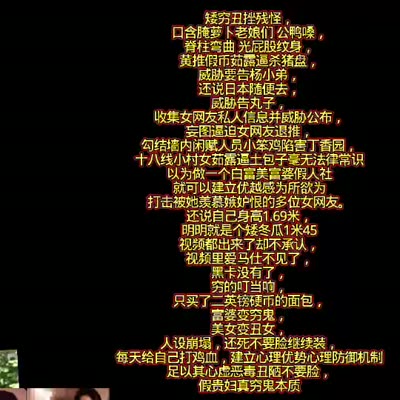 矮穷丑挫残怪，
口含腌萝卜老娘们 公鸭嗓，
脊柱弯曲 光屁股纹身，
黄推假币茹露逼杀猪盘，
威胁要告杨小弟，
还说日本随便去，
威胁告丸子，
收集女网友私人信息并威胁公布，
妄图逼迫女网友退推，
勾结墙内闲赋人员小笨鸡陷害丁香园，
十八线小村女茹露逼土包子毫无法律常识
以为做一个白富美富婆假人社
就可以建立优越感为所欲为
打击被她羡慕嫉妒恨的多位女网友。
还说自己身高1.69米，
明明就是个矮冬瓜1米45
视频都出来了却不承认，
视频里爱马仕不见了，
黑卡没有了，
穷的叮当响，
只买了二英镑硬币的面包，
富婆变穷鬼，
美女变丑女，
人设崩塌，还死不要脸继续装，
每天给自己打鸡血，建立心理优势心理防御机制
足以其心虚恶毒丑陋不要脸，
假贵妇真穷鬼本质